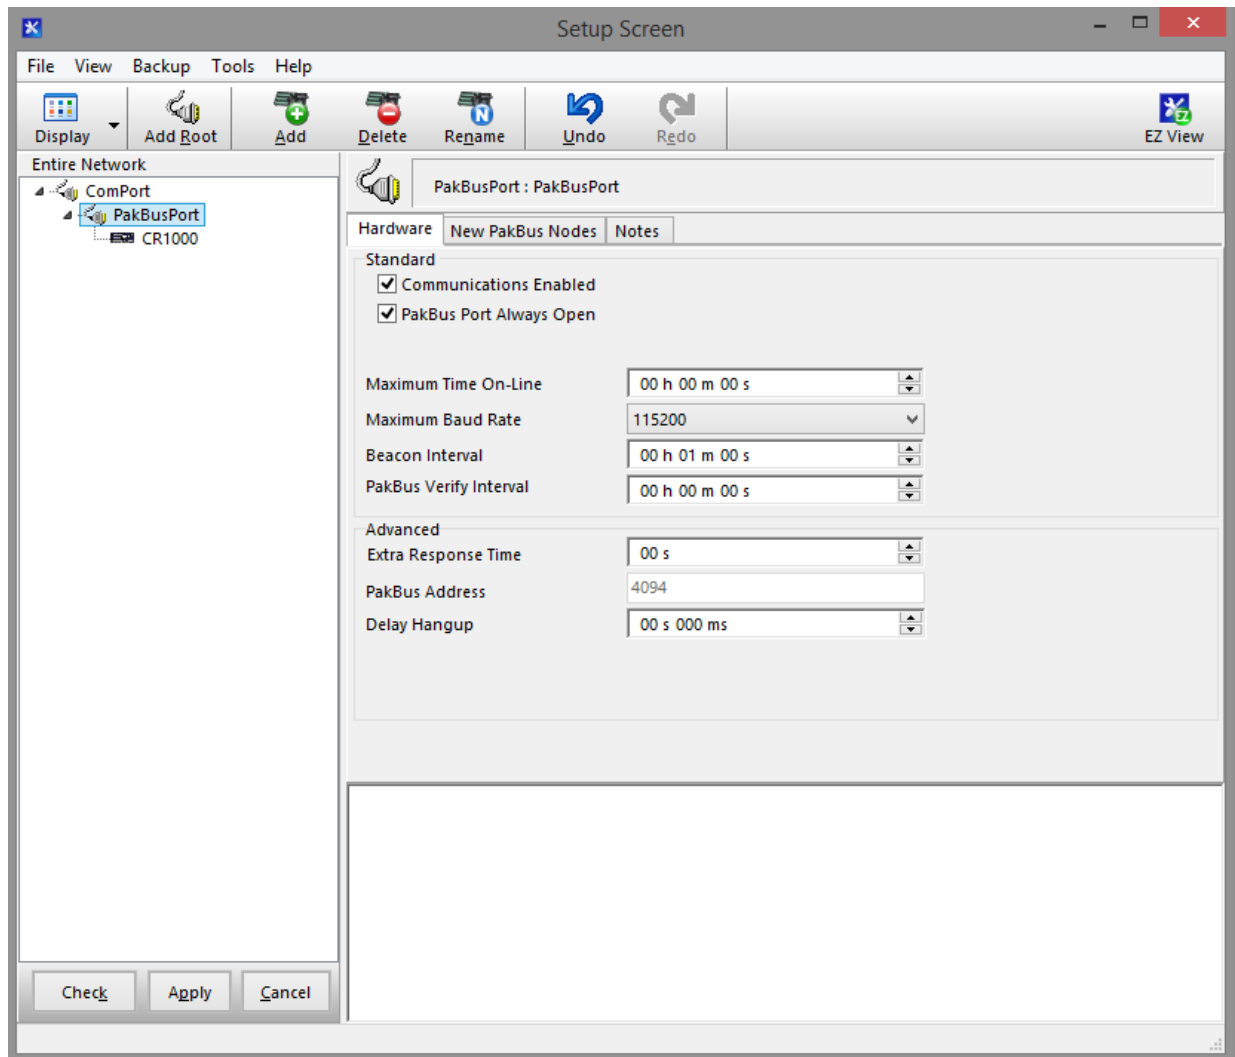 Setup Screen
File View Backup Tools Help
Display Add Root Add Delete Rename Undo Redo EZ View
N
EZ
Entire Network
ComPort
PakBusPort
CR1000
PakBusPort : PakBusPort
Hardware New PakBus Nodes Notes
Standard
Communications Enabled
PakBus Port Always Open
Maximum Time On-Line 00 h 00 m 00 s
Maximum Baud Rate 115200
Beacon Interval 00 h 01 m 00 s
PakBus Verify Interval 00 h 00 m 00 s
Advanced
Extra Response Time 00 s
PakBus Address 4094
Delay Hangup 00 s 000 ms
Check Apply Cancel